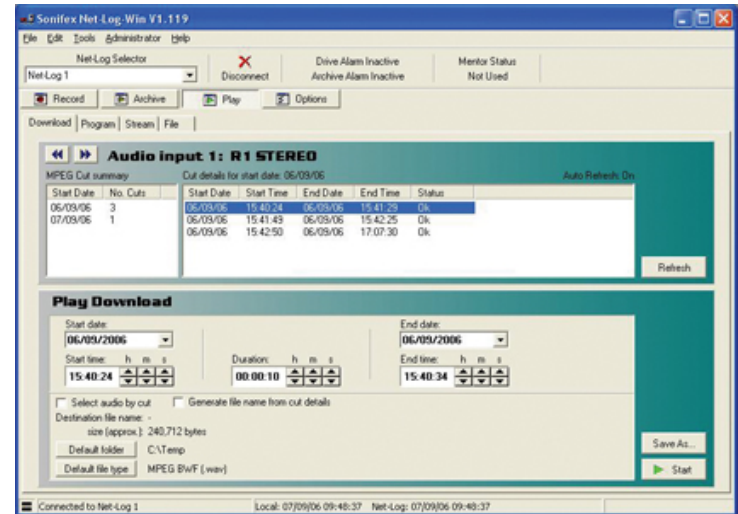 Sonifex Net-Log-Win V1.119
File Edit Tools Administrator Help
Net-Log Selector
Net-Log 1
Disconnect
Drive Alarm Inactive
Archive Alarm Inactive
Mentor Status
Not Used
Record Archive Play Options
Download Program Stream File
Audio input 1: R1 STEREO
MPEG Cut summary Cut details for start date: 06/09/06 Auto Refresh: On
Start Date No. Cuts
06/09/06 3
07/09/06 1
Start Date Start Time End Date End Time Status
06/09/06 15:40:24 06/09/06 15:41:29 Ok
06/09/06 15:41:49 06/09/06 15:42:25 Ok
06/09/06 15:42:50 06/09/06 17:07:30 Ok
Refresh
Play Download
Start date: End date:
06/09/2006 06/09/2006
Start time: h m s Duration: h m s End time: h m s
15:40:24 00:00:10 15:40:34
Select audio by cut Generate file name from cut details
Destination file name: -
size (approx.): 240,712 bytes
Default folder C:\Temp
Default file type MPEG BWF (.wav)
Save As...
Start
Connected to Net-Log 1 Local: 07/09/06 09:48:37 Net-Log: 07/09/06 09:48:37